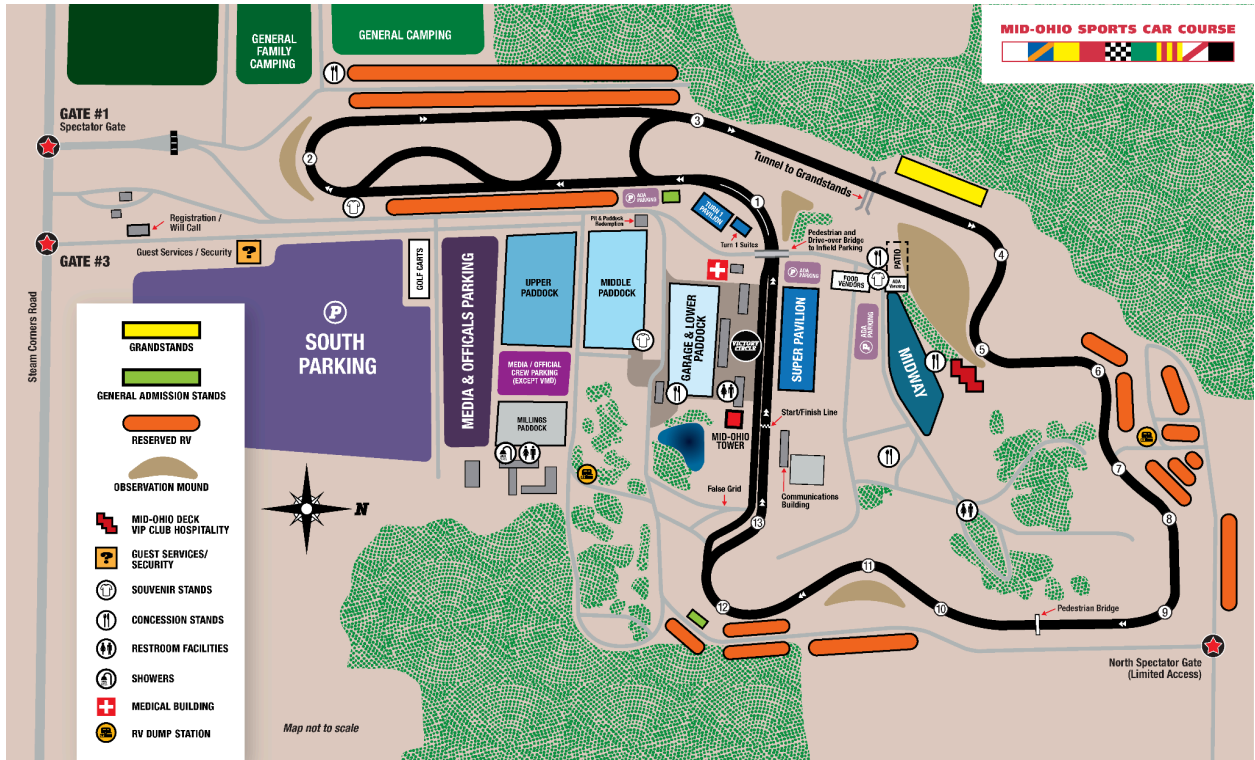 MID-OHIO SPORTS CAR COURSE
GENERAL
FAMILY
CAMPING
GENERAL CAMPING
GATE #1
Spectator Gate
Tunnel to Grandstands
1
2
3
4
5
6
7
8
9
10
11
12
13
Registration /
Will Call
GATE #3
Guest Services / Security
?
Steam Corners Road
P
SOUTH
PARKING
GOLF CARTS
MEDIA & OFFICIALS PARKING
UPPER
PADDOCK
MIDDLE
PADDOCK
Pit & Paddock
Redemption
P ADA
PARKING
TURN 1
PAVILION
Turn 1 Suites
Pedestrian and
Drive-over Bridge
to Infield Parking
P ADA
PARKING
FOOD
VENDORS
PATIO
ADA
Viewing
P ADA PARKING
MIDWAY
SUPER PAVILION
GARAGE & LOWER
PADDOCK
VICTORY
CIRCLE
MEDIA / OFFICIAL
CREW PARKING
(EXCEPT VMD)
MILLINGS
PADDOCK
MID-OHIO
TOWER
Start/Finish Line
False Grid
Communications
Building
Pedestrian Bridge
North Spectator Gate
(Limited Access)
N
Map not to scale
GRANDSTANDS
GENERAL ADMISSION STANDS
RESERVED RV
OBSERVATION MOUND
MID-OHIO DECK
VIP CLUB HOSPITALITY
?
GUEST SERVICES/
SECURITY
SOUVENIR STANDS
CONCESSION STANDS
RESTROOM FACILITIES
SHOWERS
MEDICAL BUILDING
RV DUMP STATION